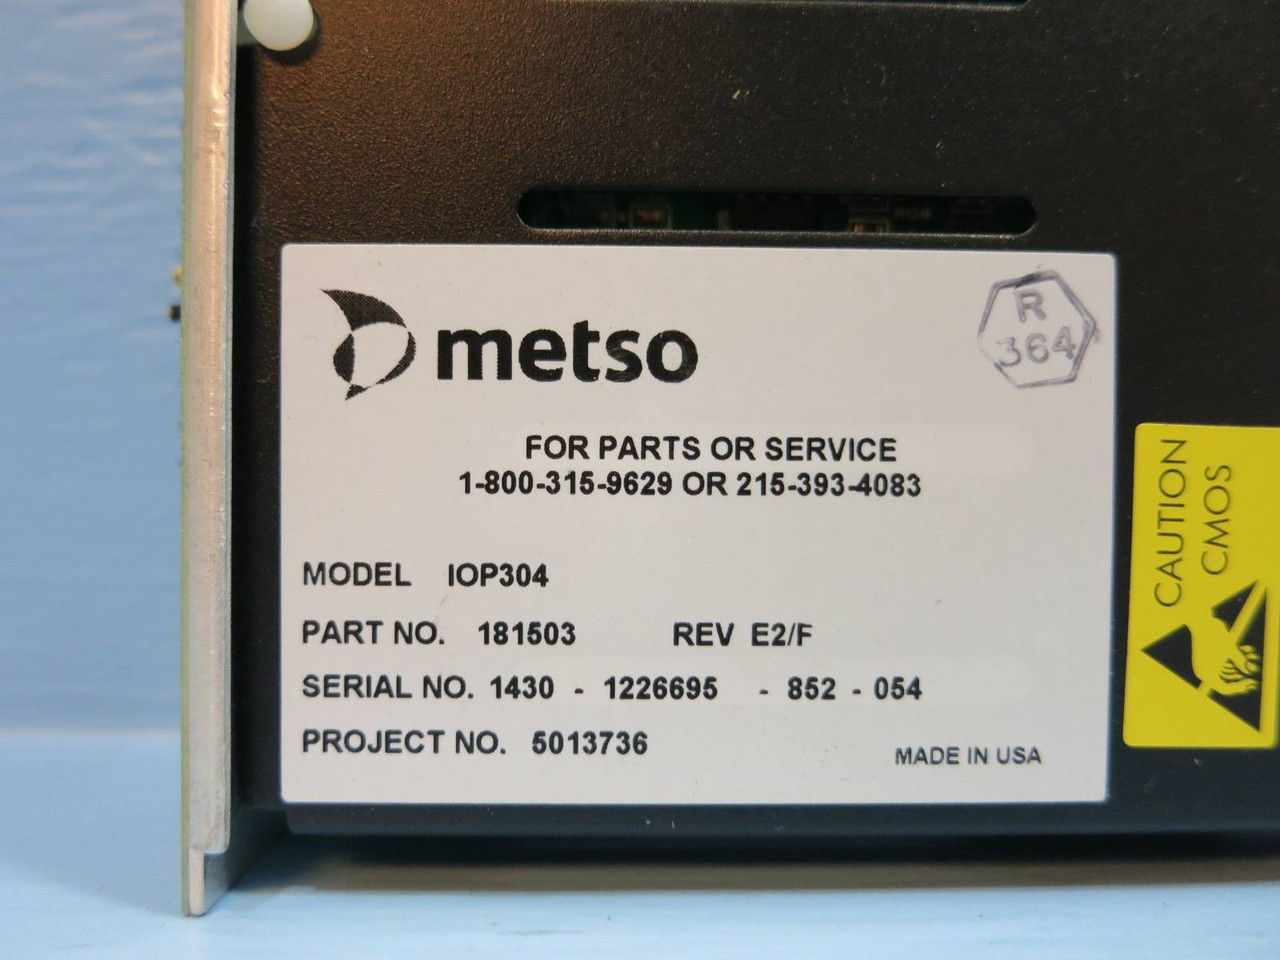 metso
R
364
FOR PARTS OR SERVICE
1-800-315-9629 OR 215-393-4083
MODEL IOP304
PART NO. 181503 REV E2/F
SERIAL NO. 1430 - 1226695 - 852 - 054
PROJECT NO. 5013736
MADE IN USA
CAUTION
CMOS